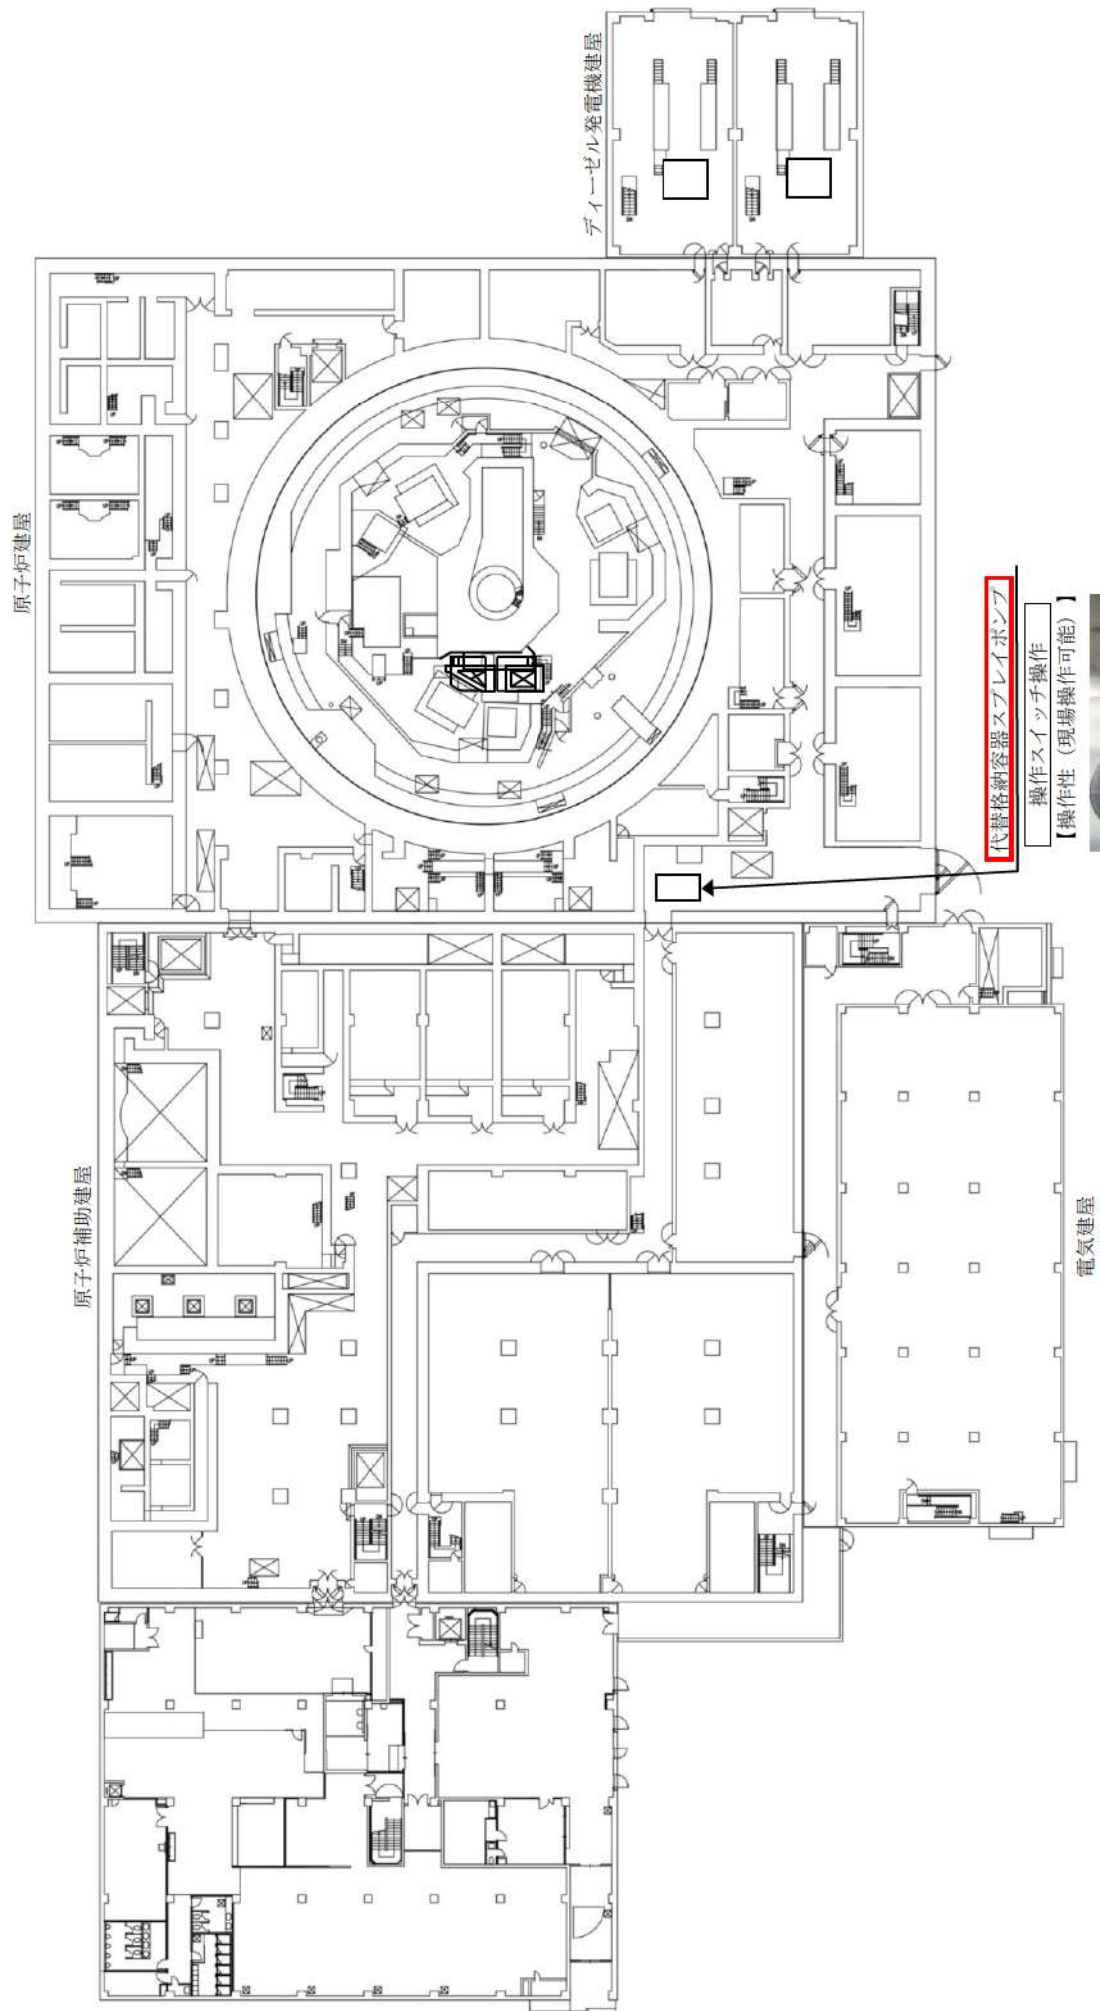 原子炉建屋
ディーゼル発電機建屋
原子炉補助建屋
電気建屋
代替格納容器スプレイポンプ
操作スイッチ操作
【操作性（現場操作可能）】